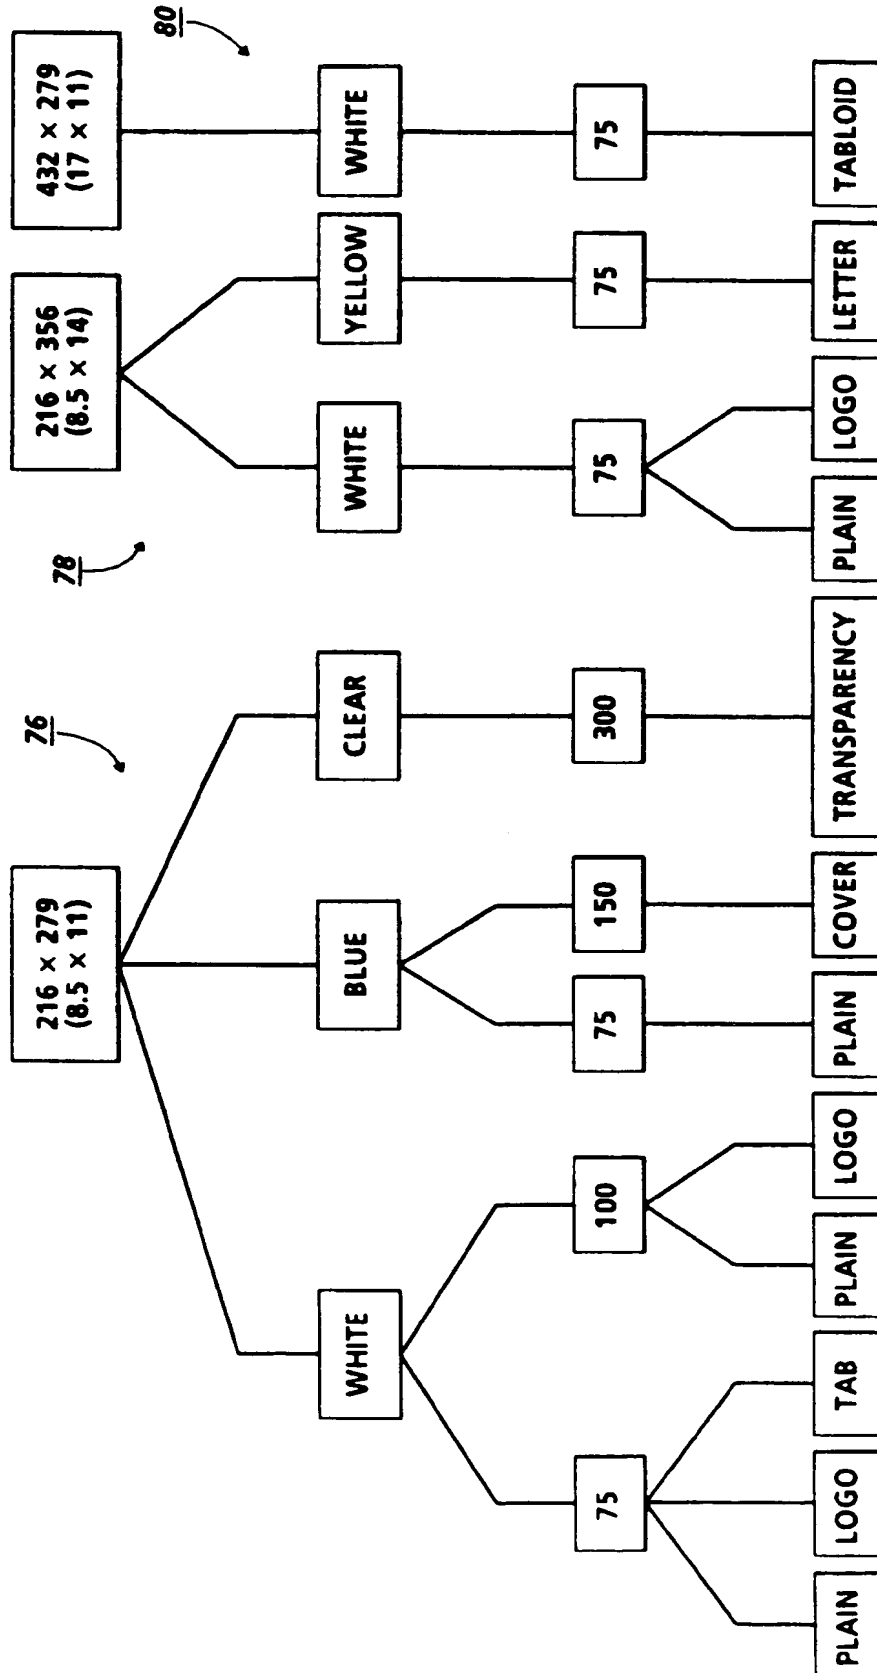 76
78
80
216 × 279
(8.5 × 11)
216 × 356
(8.5 × 14)
432 × 279
(17 × 11)
WHITE
BLUE
CLEAR
WHITE
YELLOW
WHITE
75
100
75
150
300
75
75
75
PLAIN
LOGO
TAB
PLAIN
LOGO
PLAIN
COVER
TRANSPARENCY
PLAIN
LOGO
LETTER
TABLOID